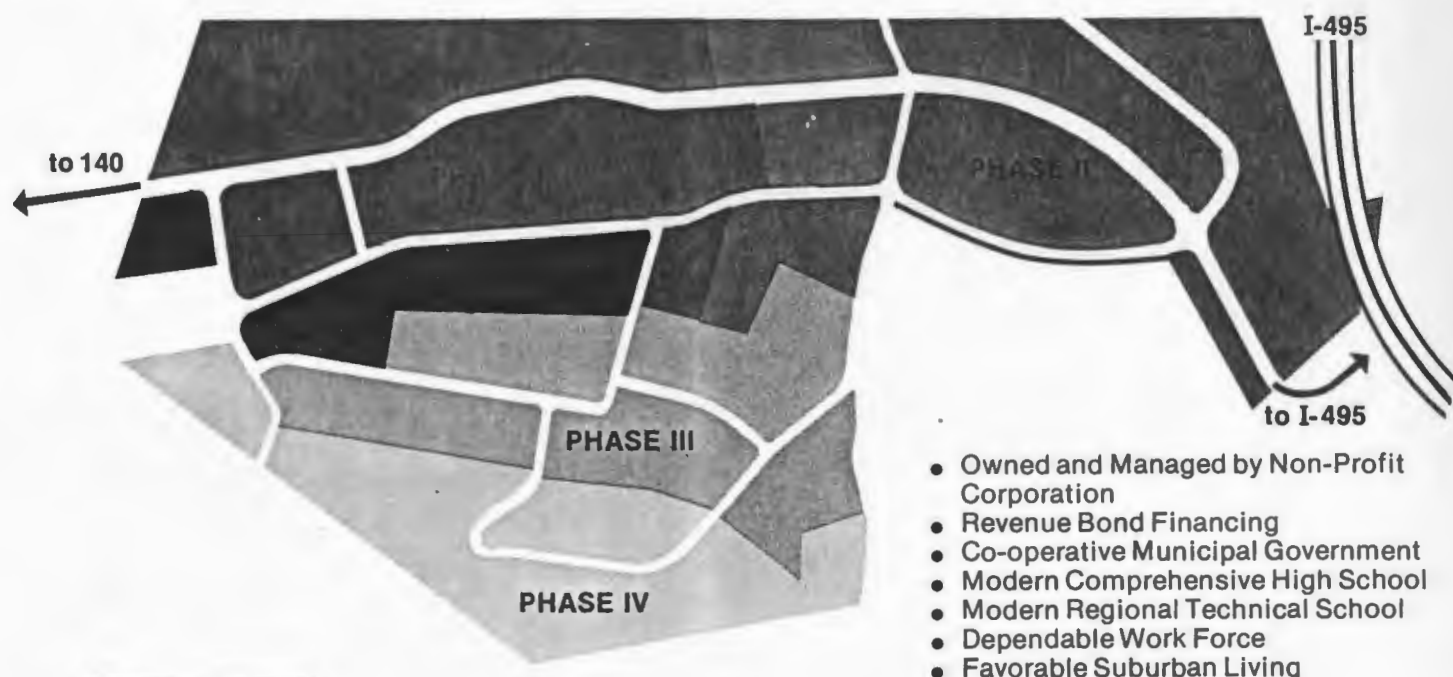 I-495
to 140
PHASE II
PHASE III
PHASE IV
to I-495
• Owned and Managed by Non-Profit
Corporation
• Revenue Bond Financing
• Co-operative Municipal Government
• Modern Comprehensive High School
• Modern Regional Technical School
• Dependable Work Force
• Favorable Suburban Living